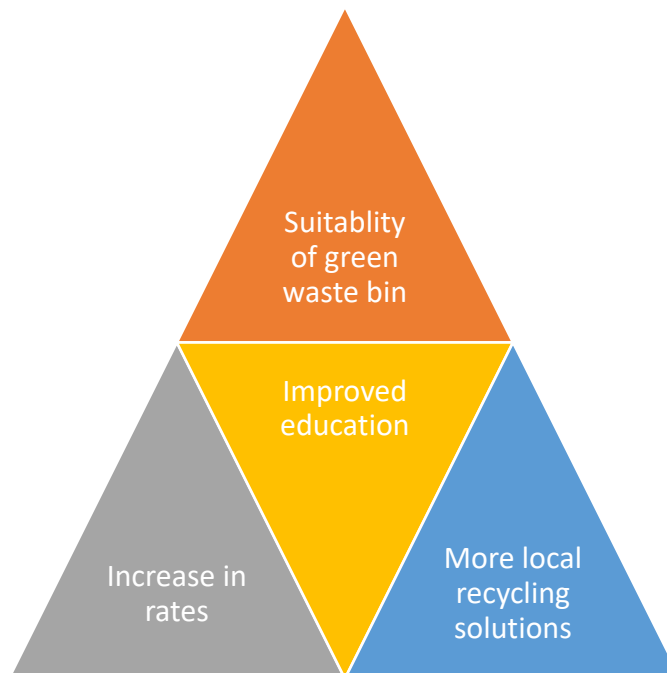 Suitablity
of green
waste bin
Improved
education
Increase in
rates
More local
recycling
solutions